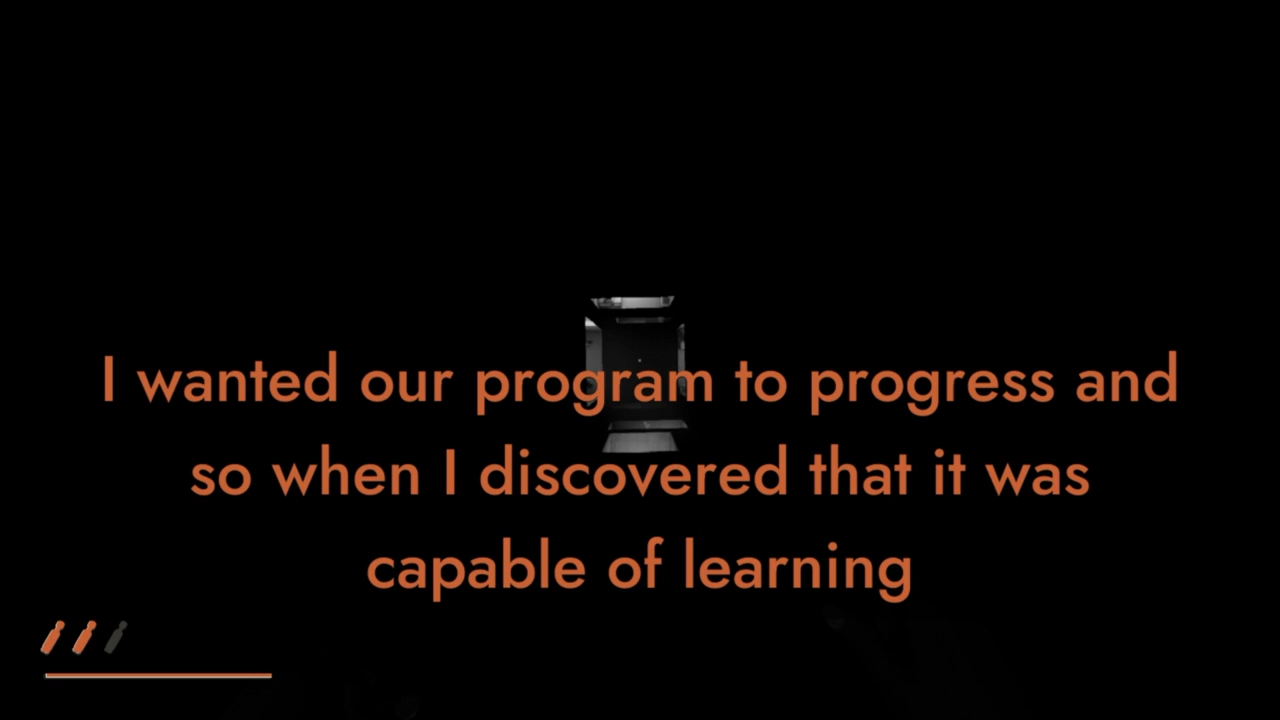 I wanted our program to progress and
so when I discovered that it was
capable of learning